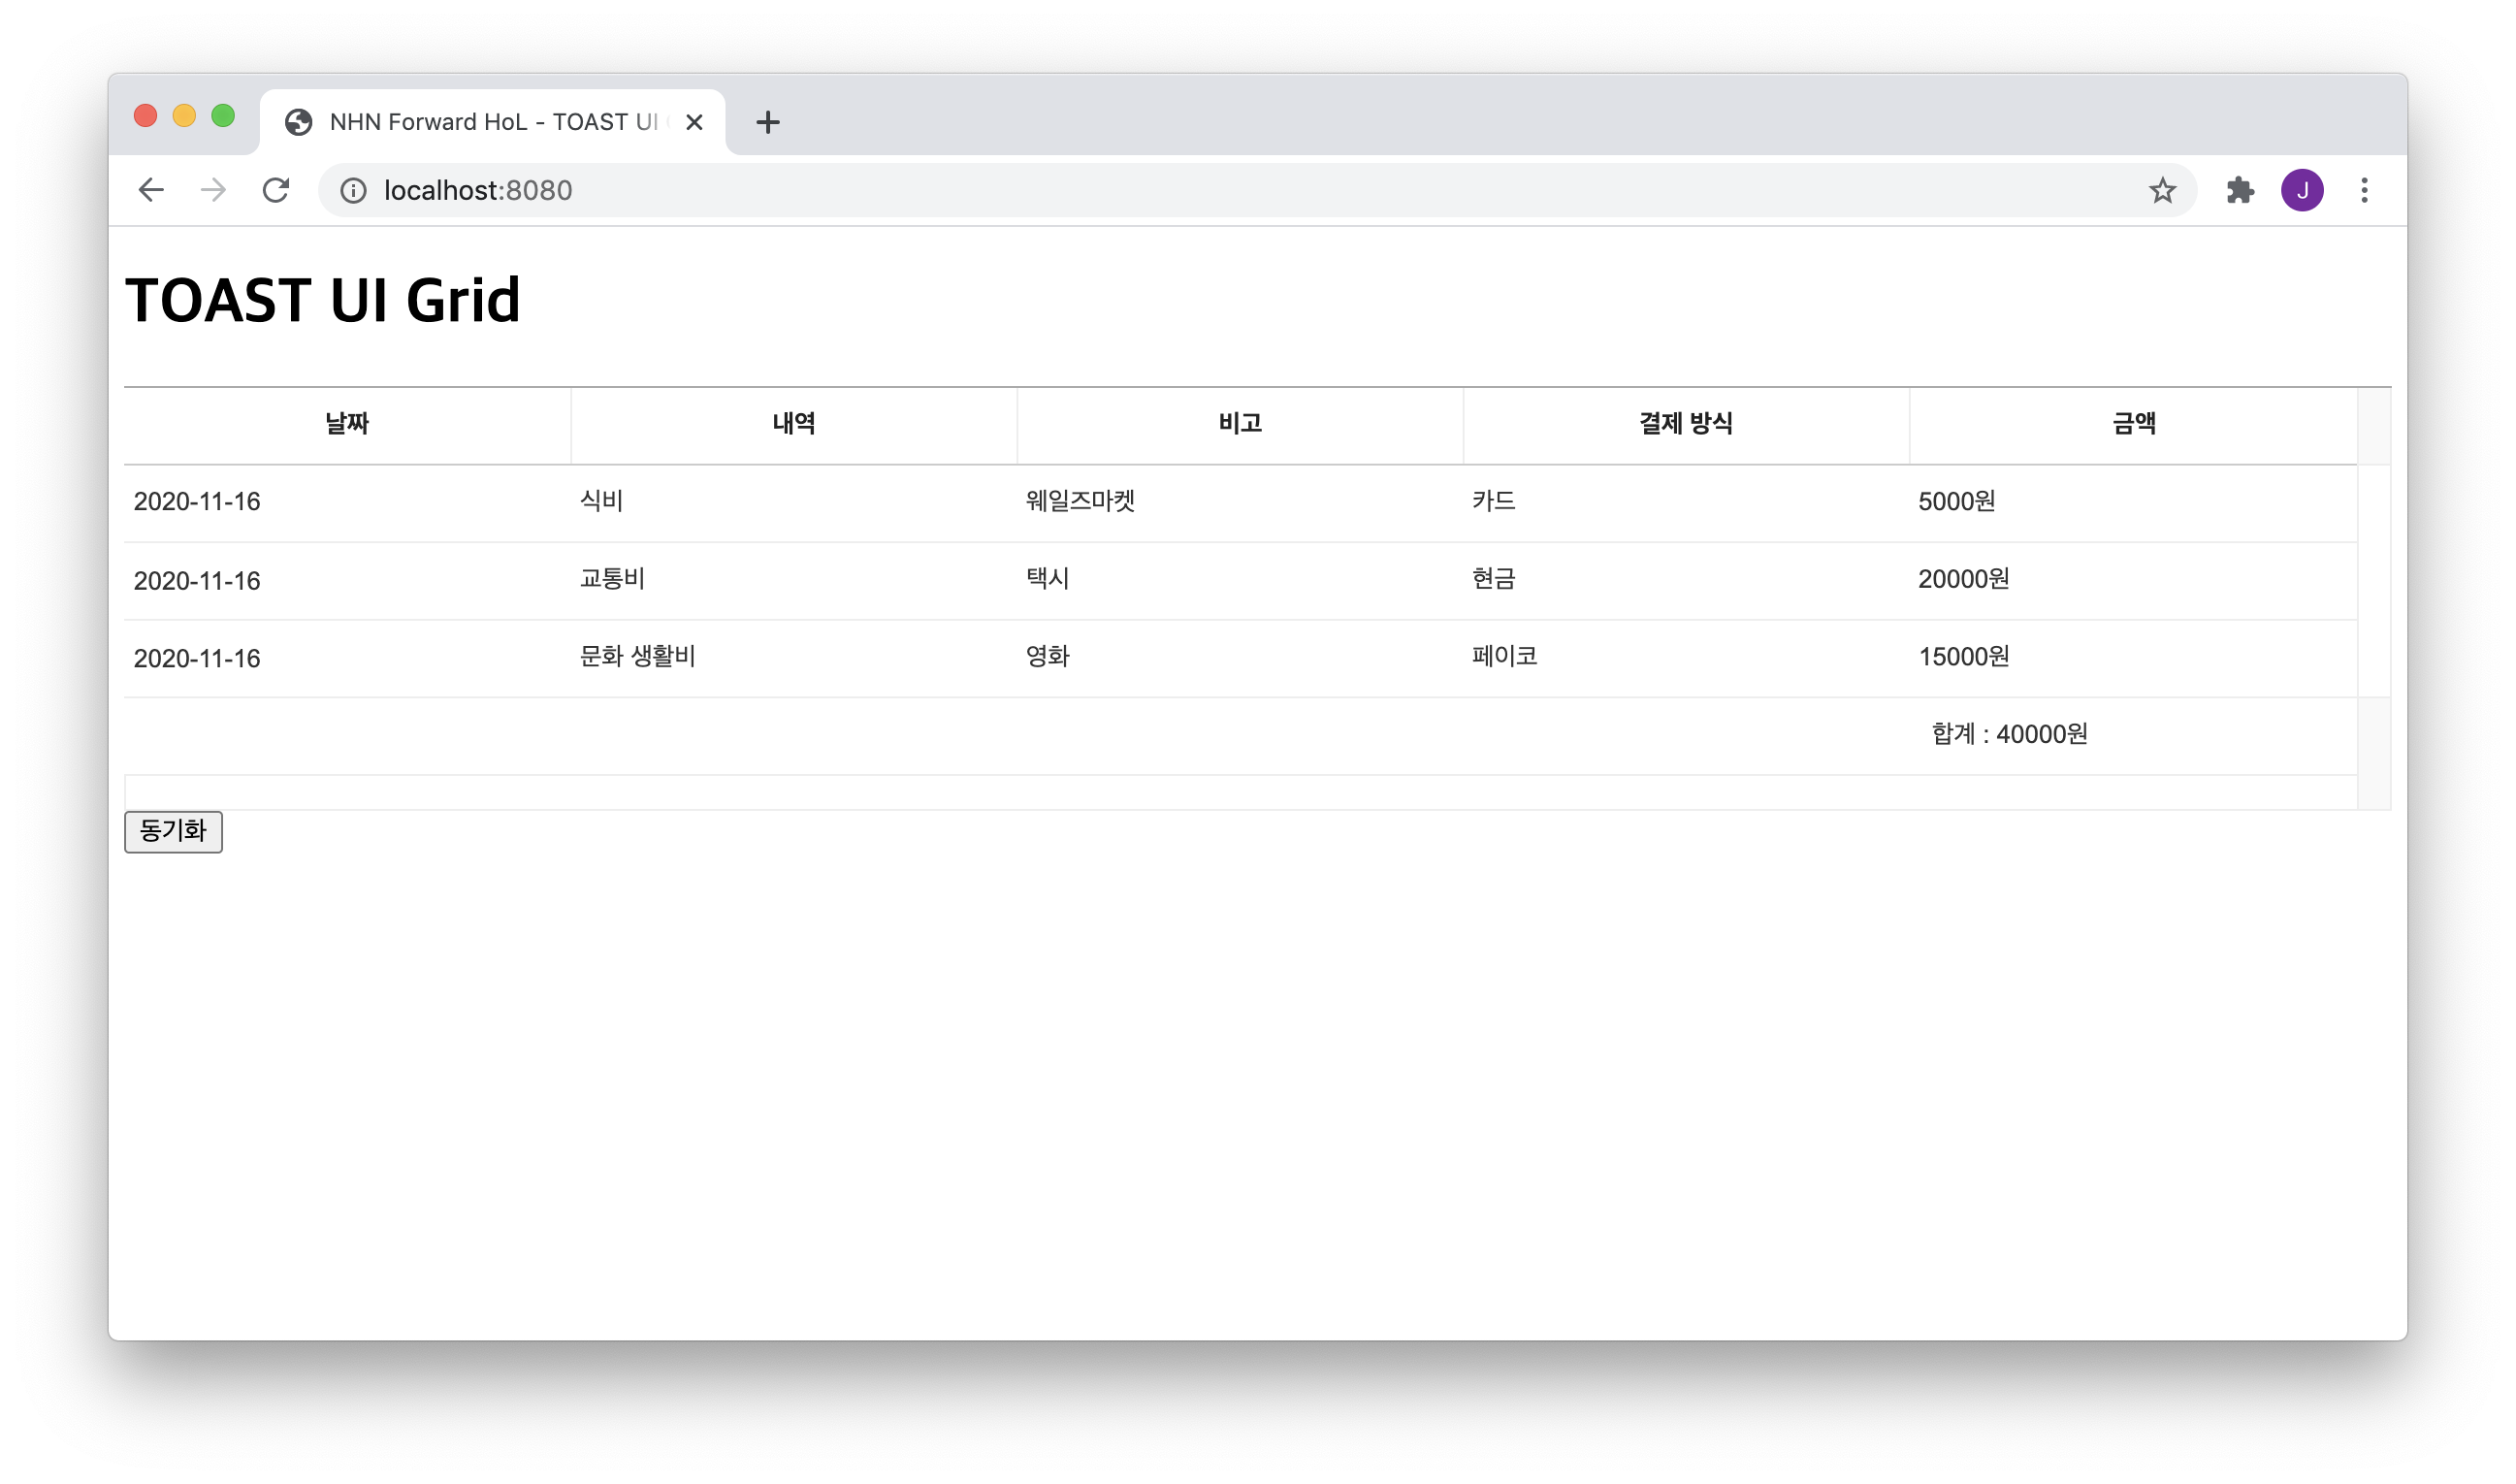 NHN Forward HoL - TOAST UI
localhost:8080
J
TOAST UI Grid
날짜 내역 비고 결제 방식 금액
2020-11-16 식비 웨일즈마켓 카드 5000원
2020-11-16 교통비 택시 현금 20000원
2020-11-16 문화 생활비 영화 페이코 15000원
합계 : 40000원
동기화